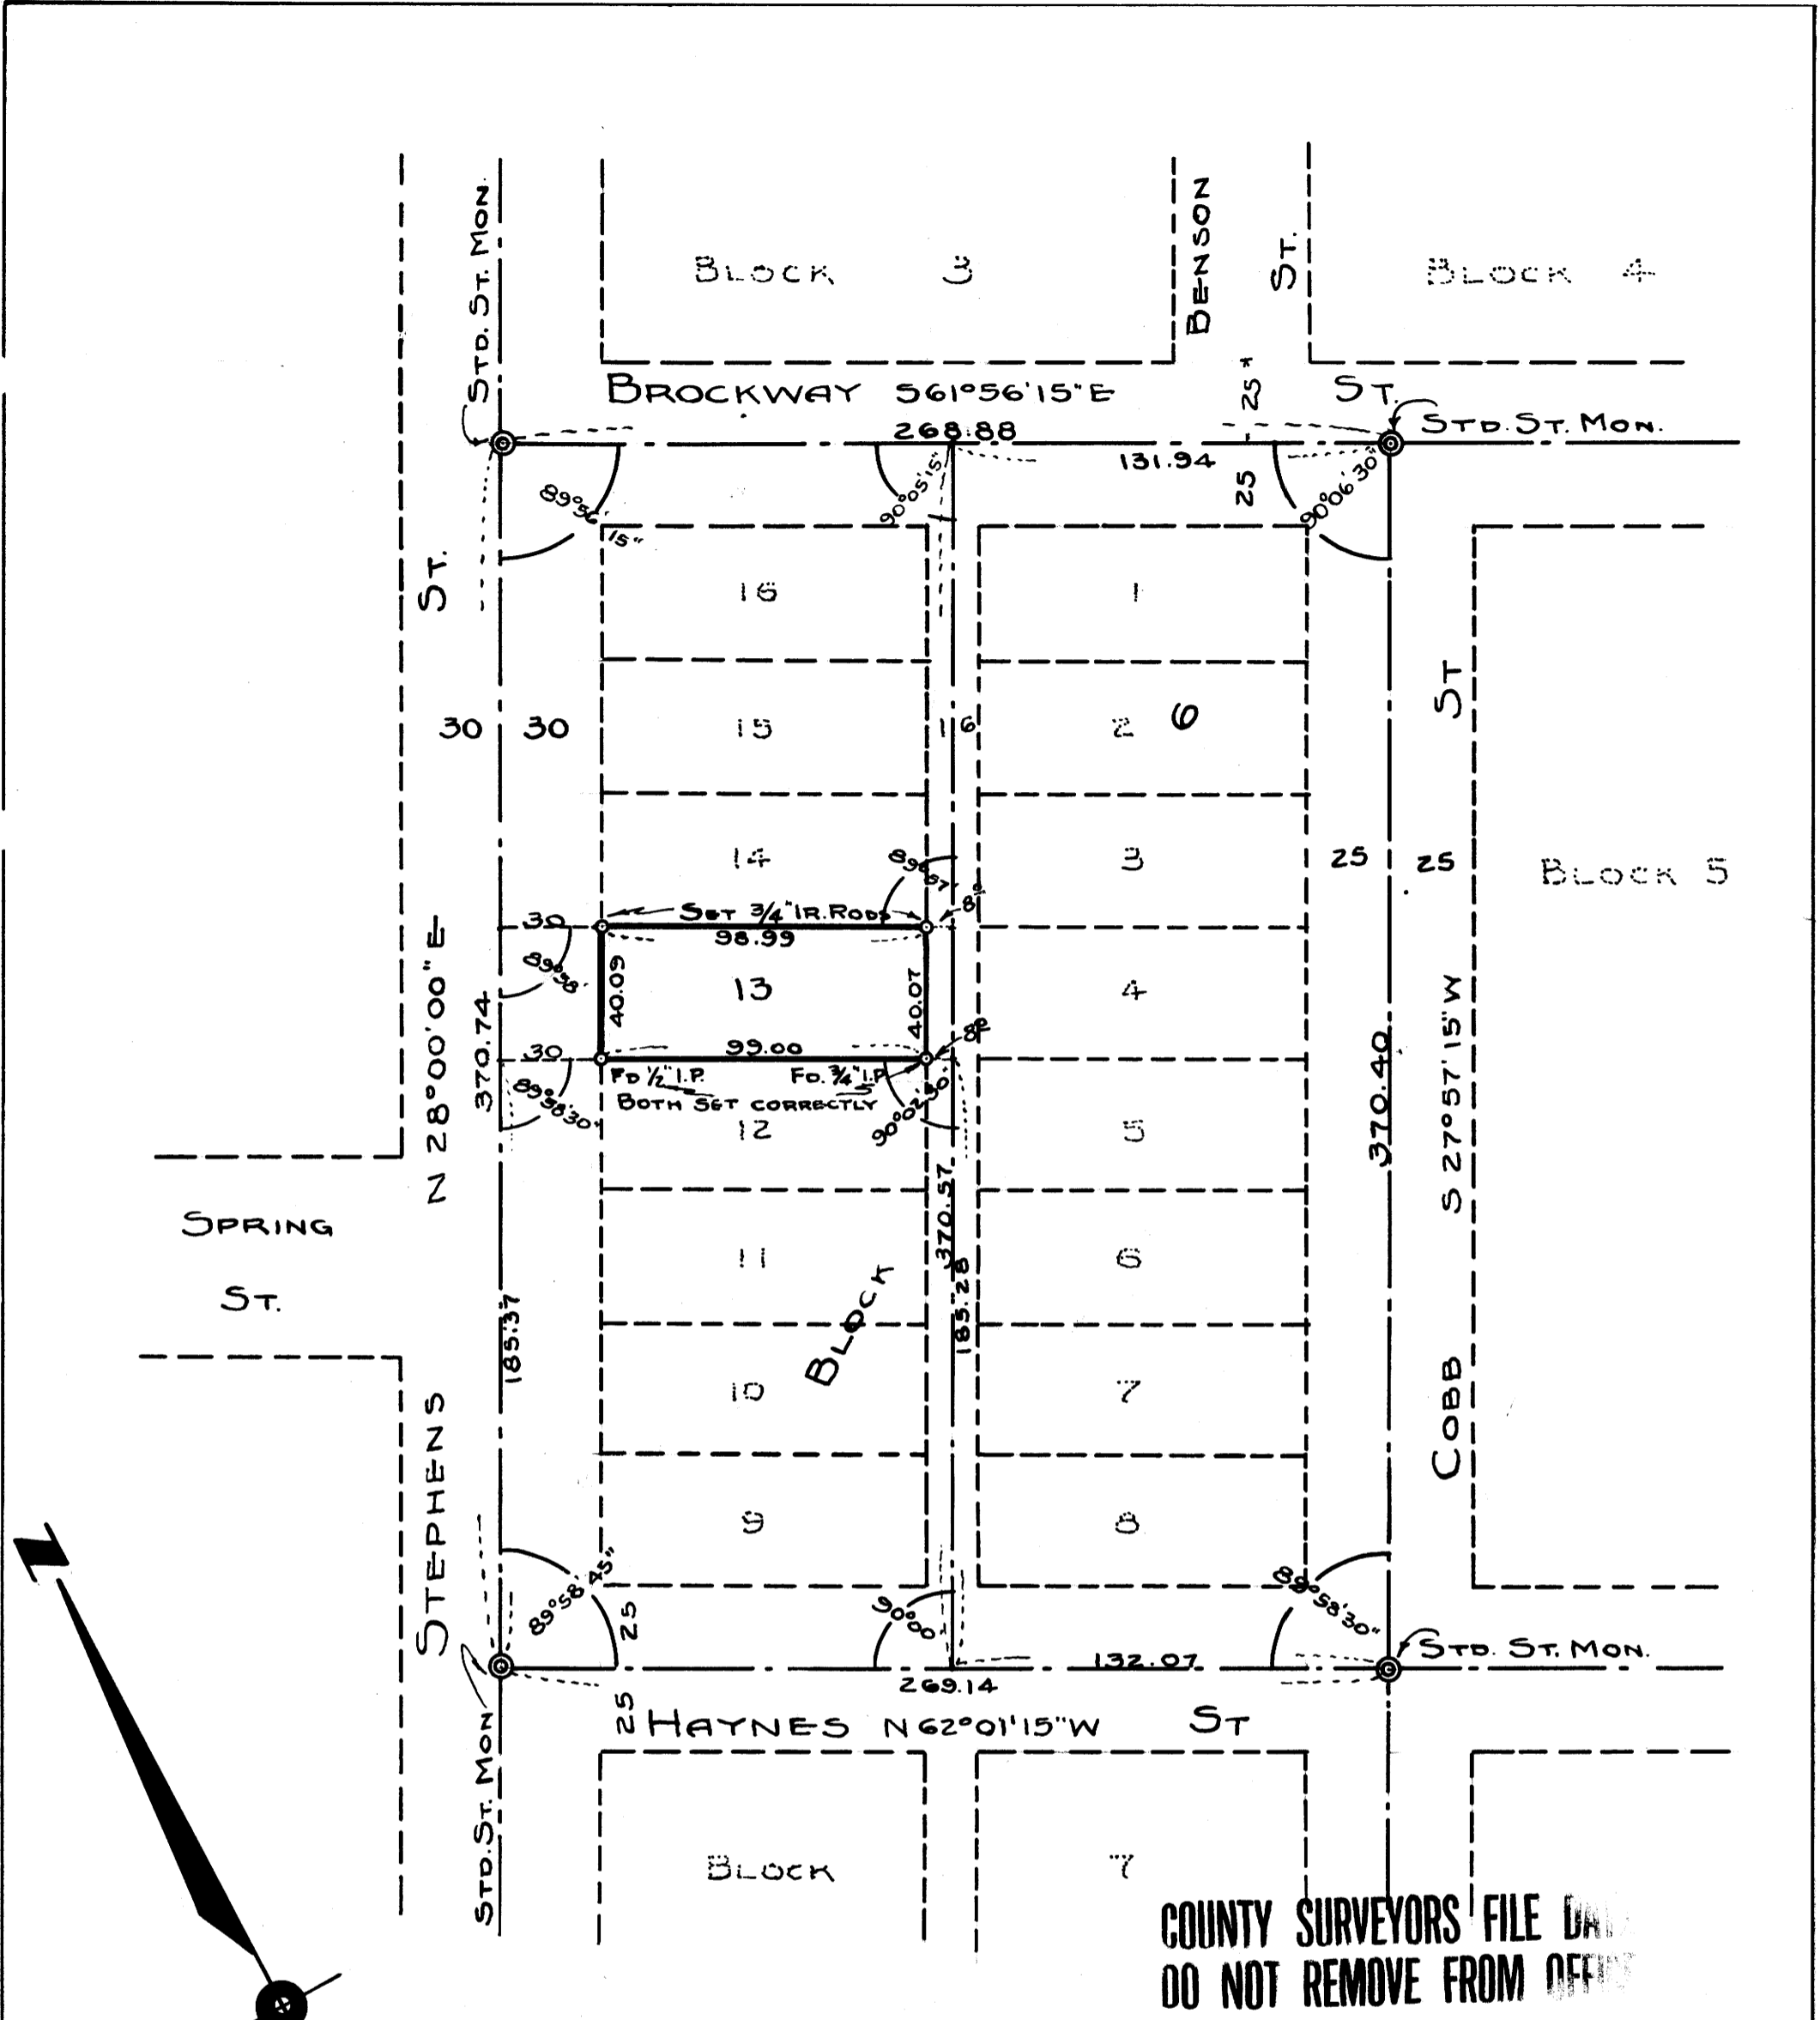 STD. ST. MON.
BLOCK 3
BENSON ST.
BLOCK 4
BROCKWAY S61°56'15"E ST.
STD. ST. MON.
268.88
131.94
25
25
89°56'15"
90°05'15"
90°06'30"
ST.
16
1
30 30
15
16
2
6
ST
14
89°57'
3
25 25
BLOCK 5
8°
SET 3/4" IR. RODS
30
98.99
89°58'
40.09
13
40.07
4
N 28°00'00"E
370.74
8°
30
99.00
FD 1/2" I.P.
FD. 3/4" I.P.
BOTH SET CORRECTLY
89°58'30"
90°02'30"
12
5
370.40
S 27°57'15"W
SPRING
ST.
370.57
11
6
185.37
185.28
BLOCK
10
7
COBB
STEPHENS
9
8
89°58'45"
25
90°00'
89°58'30"
STD. ST. MON.
132.07
269.14
25
HAYNES N62°01'15"W ST
STD. ST. MON
BLOCK 7
N
COUNTY SURVEYORS FILE
DO NOT REMOVE FROM